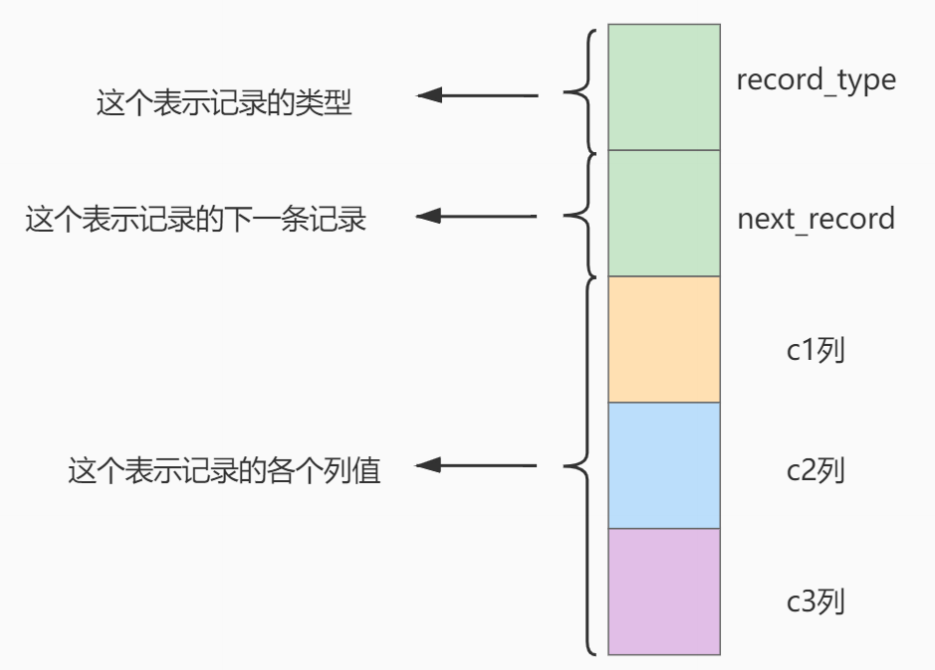 record_type
这个表示记录的类型
这个表示记录的下一条记录
next_record
c1列
这个表示记录的各个列值
c2列
c3列